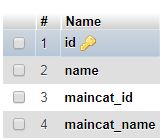 # Name
1 id
2 name
3 maincat_id
4 maincat_name